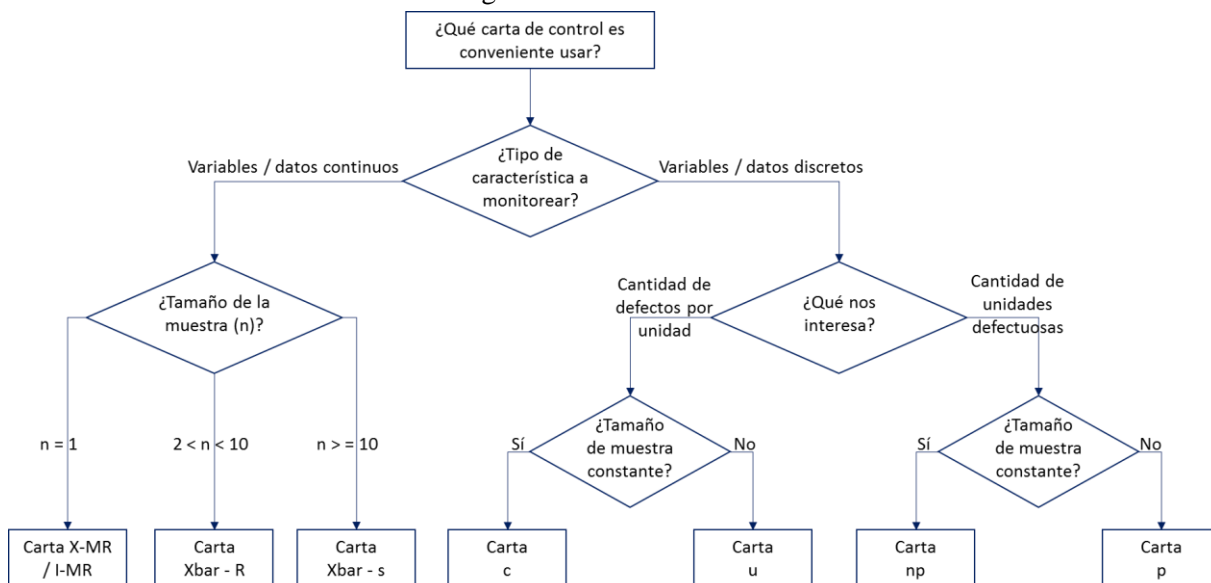 ¿Qué carta de control es
conveniente usar?
¿Tipo de
característica a
monitorear?
Variables / datos continuos
Variables / datos discretos
¿Tamaño de la
muestra (n)?
Cantidad de
defectos por
unidad
¿Qué nos
interesa?
Cantidad de
unidades
defectuosas
n = 1
2 < n < 10
n > = 10
Sí
¿Tamaño
de muestra
constante?
No
Sí
¿Tamaño
de muestra
constante?
No
Carta X-MR
/ I-MR
Carta
Xbar - R
Carta
Xbar - s
Carta
c
Carta
u
Carta
np
Carta
p